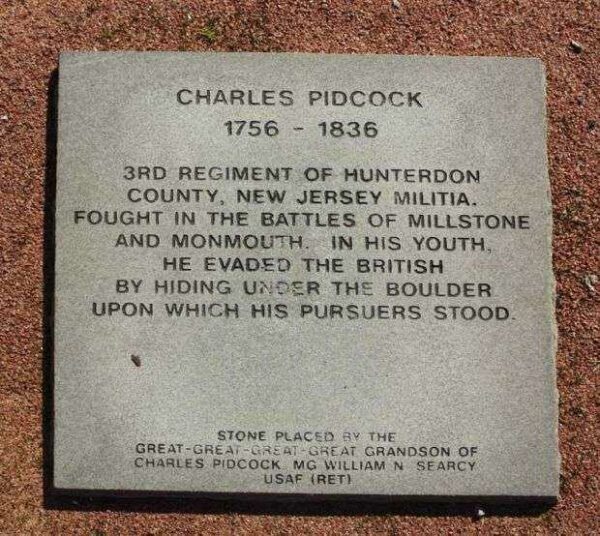 CHARLES PIDCOCK
1756 - 1836
3RD REGIMENT OF HUNTERDON
COUNTY, NEW JERSEY MILITIA.
FOUGHT IN THE BATTLES OF MILLSTONE
AND MONMOUTH. IN HIS YOUTH,
HE EVADED THE BRITISH
BY HIDING UNDER THE BOULDER
UPON WHICH HIS PURSUERS STOOD.
STONE PLACED BY THE
GREAT-GREAT-GREAT-GREAT GRANDSON OF
CHARLES PIDCOCK, MG WILLIAM N. SEARCY
USAF (RET)